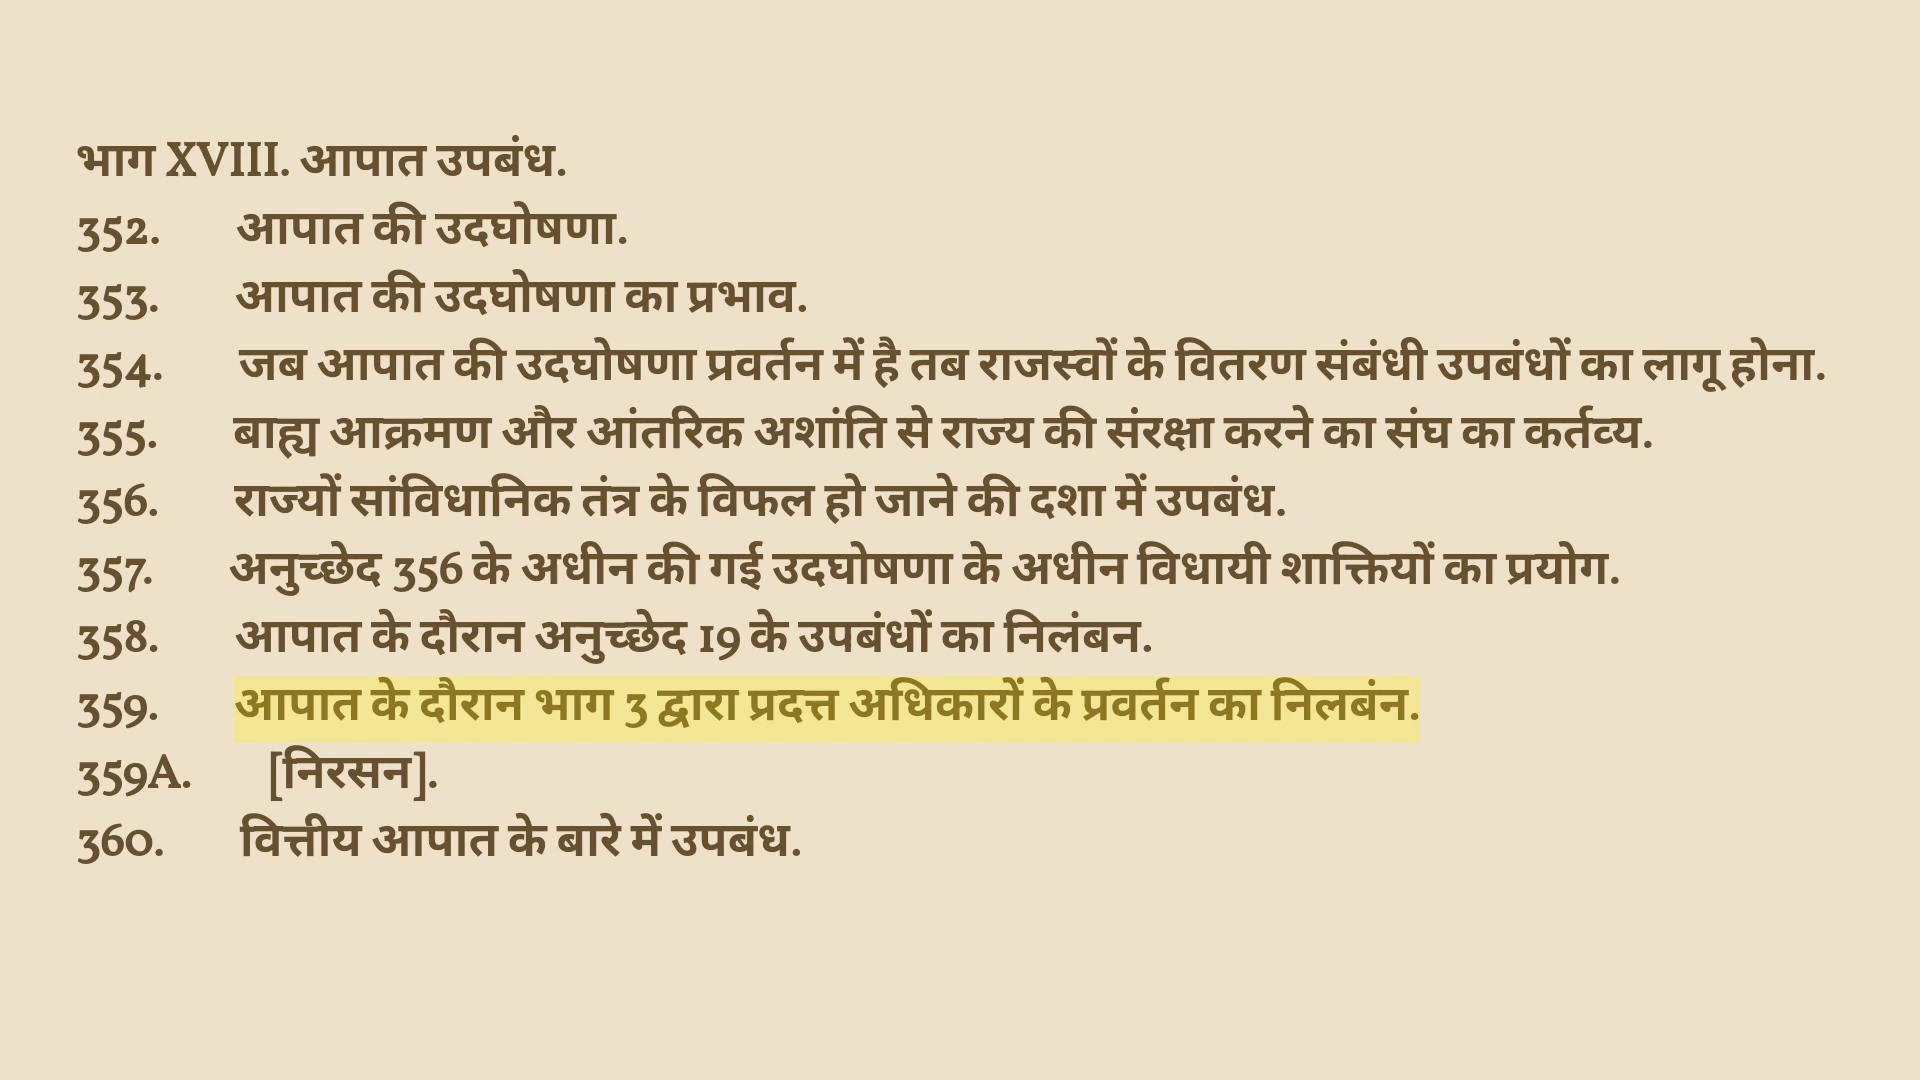 भाग XVIII. आपात उपबंध.
352. आपात की उदघोषणा.
353. आपात की उदघोषणा का प्रभाव.
354. जब आपात की उदघोषणा प्रवर्तन में है तब राजस्वों के वितरण संबंधी उपबंधों का लागू होना.
355. बाह्य आक्रमण और आंतरिक अशांति से राज्य की संरक्षा करने का संघ का कर्तव्य.
356. राज्यों सांविधानिक तंत्र के विफल हो जाने की दशा में उपबंध.
357. अनुच्छेद 356 के अधीन की गई उदघोषणा के अधीन विधायी शाक्तियों का प्रयोग.
358. आपात के दौरान अनुच्छेद 19 के उपबंधों का निलंबन.
359. आपात के दौरान भाग 3 द्वारा प्रदत्त अधिकारों के प्रवर्तन का निलबंन.
359A. [निरसन].
360. वित्तीय आपात के बारे में उपबंध.